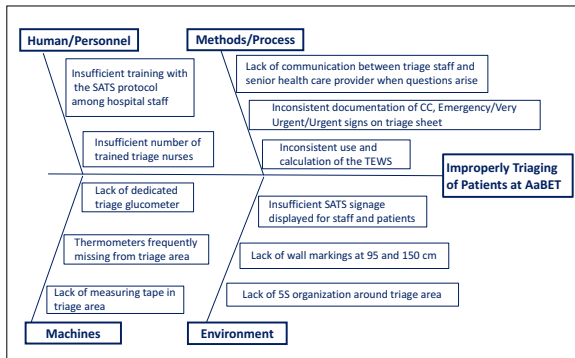 Human/Personnel
Methods/Process
Insufficient training with
the SATS protocol
among hospital staff
Insufficient number of
trained triage nurses
Lack of communication between triage staff and
senior health care provider when questions arise
Inconsistent documentation of CC, Emergency/Very
Urgent/Urgent signs on triage sheet
Inconsistent use and
calculation of the TEWS
Improperly Triaging
of Patients at AaBET
Lack of dedicated
triage glucometer
Thermometers frequently
missing from triage area
Lack of measuring tape in
triage area
Insufficient SATS signage
displayed for staff and patients
Lack of wall markings at 95 and 150 cm
Lack of 5S organization around triage area
Machines
Environment